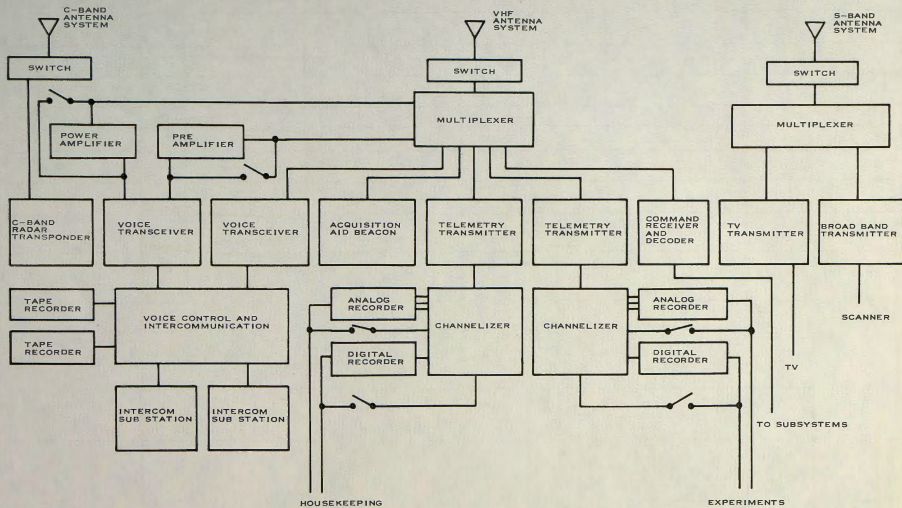 C-BAND
ANTENNA
SYSTEM
VHF
ANTENNA
SYSTEM
S-BAND
ANTENNA
SYSTEM
SWITCH
SWITCH
SWITCH
MULTIPLEXER
MULTIPLEXER
POWER
AMPLIFIER
PRE
AMPLIFIER
C-BAND
RADAR
TRANSPONDER
VOICE
TRANSCEIVER
VOICE
TRANSCEIVER
ACQUISITION
AID BEACON
TELEMETRY
TRANSMITTER
TELEMETRY
TRANSMITTER
COMMAND
RECEIVER
AND
DECODER
TV
TRANSMITTER
BROAD BAND
TRANSMITTER
TAPE
RECORDER
TAPE
RECORDER
VOICE CONTROL AND
INTERCOMMUNICATION
ANALOG
RECORDER
DIGITAL
RECORDER
CHANNELIZER
CHANNELIZER
ANALOG
RECORDER
DIGITAL
RECORDER
SCANNER
TV
INTERCOM
SUB STATION
INTERCOM
SUB STATION
TO SUBSYSTEMS
HOUSEKEEPING
EXPERIMENTS